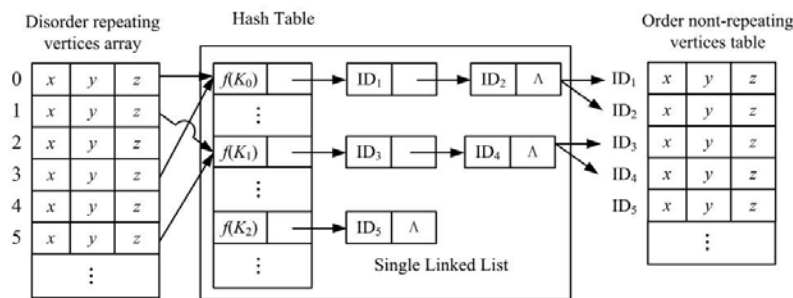 Disorder repeating
vertices array
Hash Table
Order nont-repeating
vertices table
0 x y z
1 x y z
2 x y z
3 x y z
4 x y z
5 x y z
⋮
f(K₀)
⋮
f(K₁)
⋮
f(K₂)
⋮
ID₁
ID₂ Λ
ID₃
ID₄ Λ
ID₅ Λ
Single Linked List
ID₁ x y z
ID₂ x y z
ID₃ x y z
ID₄ x y z
ID₅ x y z
⋮